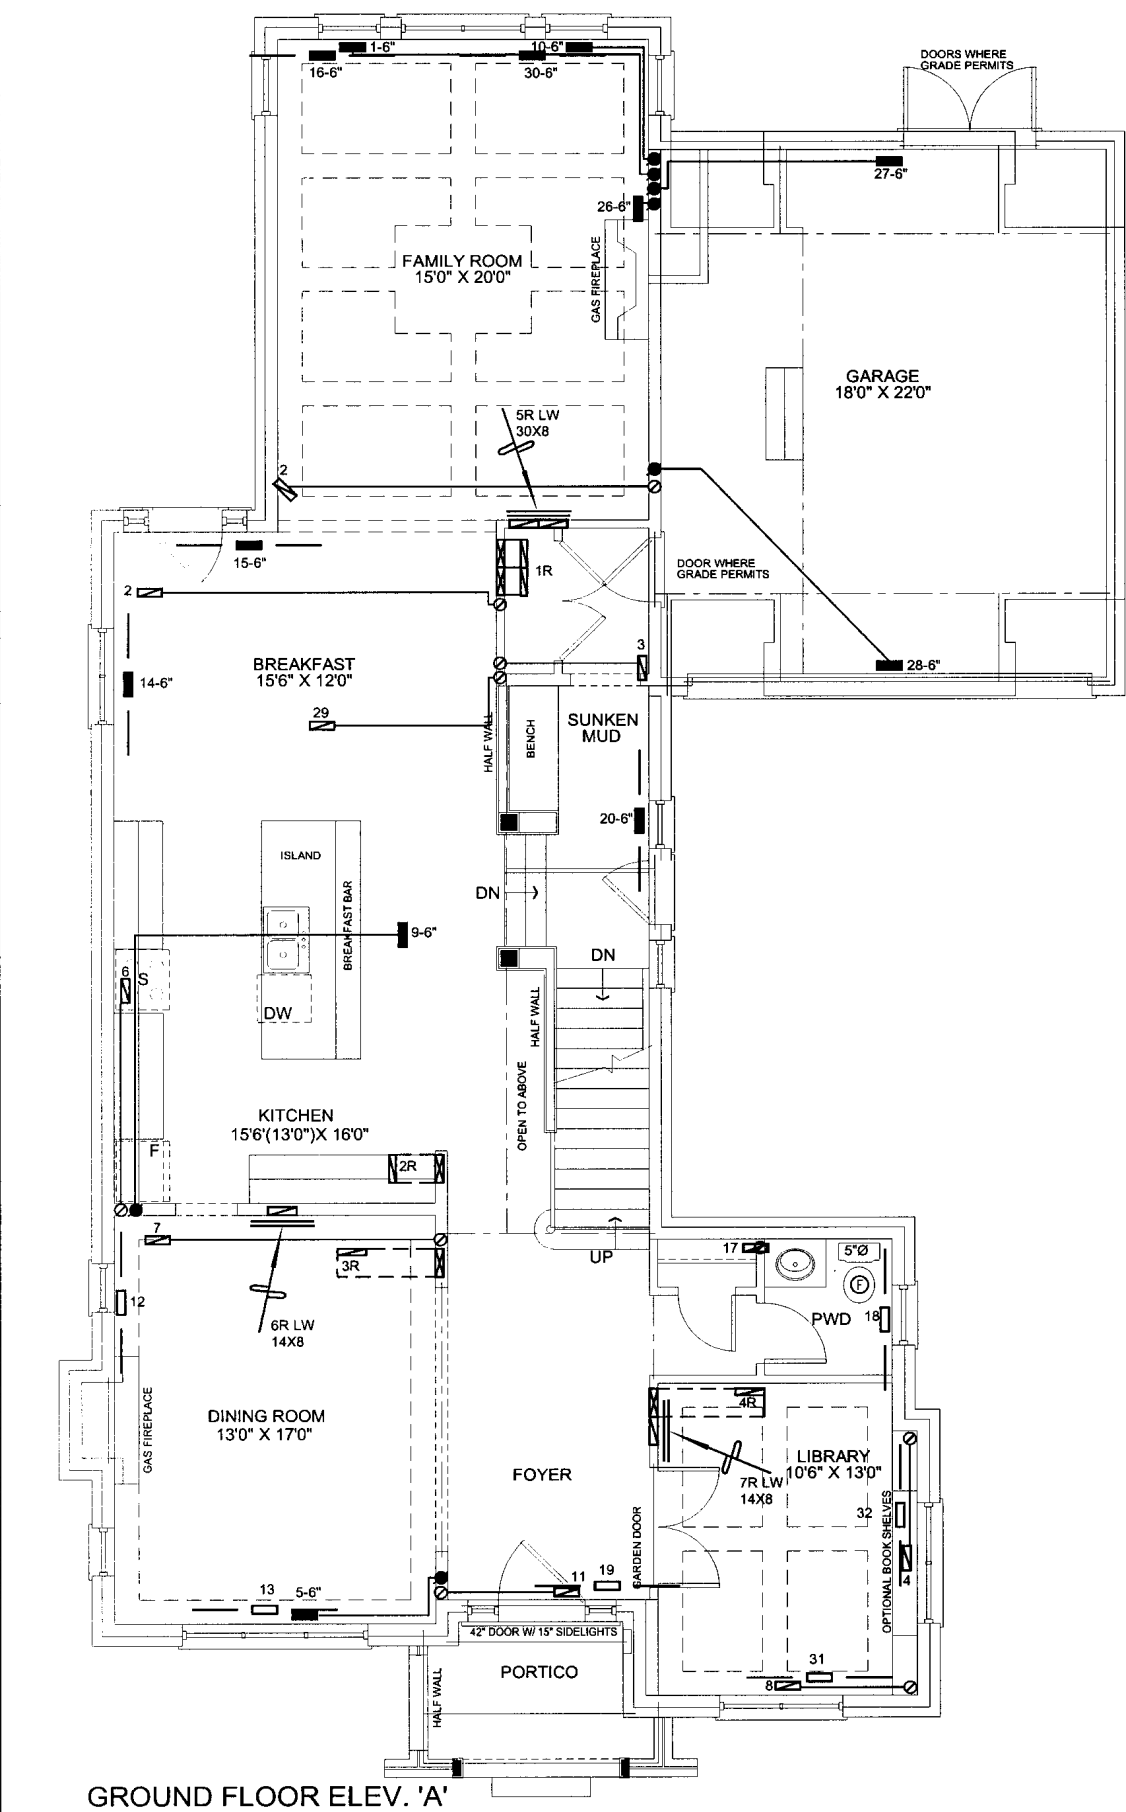 DOORS WHERE
GRADE PERMITS
1-6"
10-6"
16-6"
30-6"
27-6"
26-6"
FAMILY ROOM
15'0" X 20'0"
GAS FIREPLACE
GARAGE
18'0" X 22'0"
5R LW
30X8
2
15-6"
1R
DOOR WHERE
GRADE PERMITS
2
3
BREAKFAST
15'6" X 12'0"
14-6"
28-6"
29
HALF WALL
BENCH
SUNKEN
MUD
20-6"
ISLAND
BREAKFAST BAR
DN
9-6"
DN
6
S
DW
HALF WALL
OPEN TO ABOVE
KITCHEN
15'6'(13'0")X 16'0"
F
2R
7
UP
17
5"Ø
F
3R
12
6R LW
14X8
PWD
18
GAS FIREPLACE
DINING ROOM
13'0" X 17'0"
4R
LIBRARY
10'6" X 13'0"
FOYER
7R LW
14X8
32
OPTIONAL BOOK SHELVES
GARDEN DOOR
4
13
5-6"
11
19
42" DOOR W/ 15" SIDELIGHTS
PORTICO
HALF WALL
31
8
GROUND FLOOR ELEV. 'A'